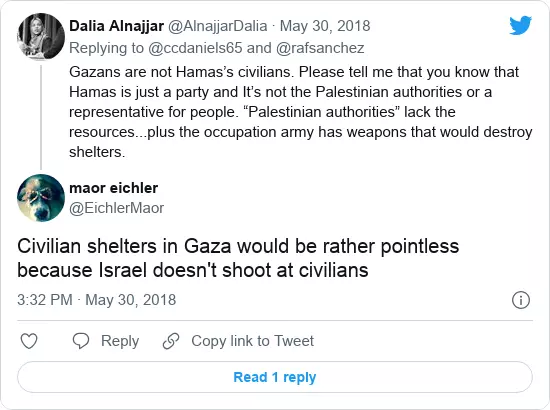 Dalia Alnajjar @AlnajjarDalia · May 30, 2018
Replying to @ccdaniels65 and @rafsanchez
Gazans are not Hamas’s civilians. Please tell me that you know that
Hamas is just a party and It’s not the Palestinian authorities or a
representative for people. “Palestinian authorities” lack the
resources...plus the occupation army has weapons that would destroy
shelters.
maor eichler
@EichlerMaor
Civilian shelters in Gaza would be rather pointless
because Israel doesn't shoot at civilians
3:32 PM · May 30, 2018
Reply Copy link to Tweet
Read 1 reply